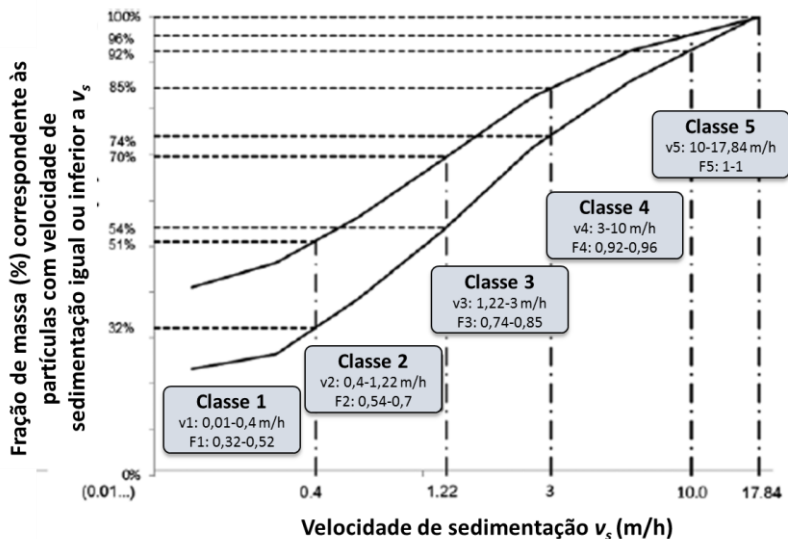 Fração de massa (%) correspondente às
partículas com velocidade de
sedimentação igual ou inferior a vs
100%
96%
92%
85%
74%
70%
54%
51%
32%
0%
Classe 1
v1: 0,01-0,4 m/h
F1: 0,32-0,52
Classe 2
v2: 0,4-1,22 m/h
F2: 0,54-0,7
Classe 3
v3: 1,22-3 m/h
F3: 0,74-0,85
Classe 4
v4: 3-10 m/h
F4: 0,92-0,96
Classe 5
v5: 10-17,84 m/h
F5: 1-1
(0.01...) 0.4 1.22 3 10.0 17.84
Velocidade de sedimentação vs (m/h)